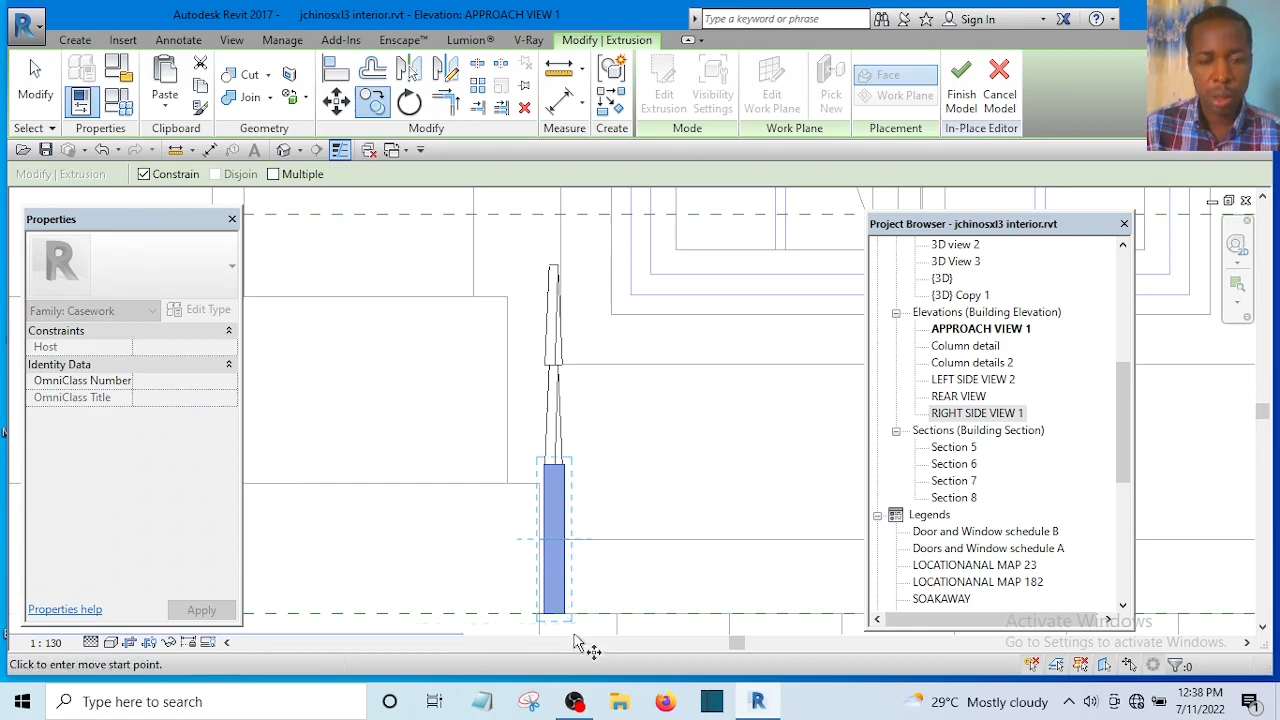 Autodesk Revit 2017 - jchinosxl3 interior.rvt - Elevation: APPROACH VIEW 1
Type a keyword or phrase
Sign In
Create Insert Annotate View Manage Add-Ins Enscape™ Lumion® V-Ray Modify | Extrusion
Modify
Paste
Cut
Join
Edit Extrusion
Visibility Settings
Edit Work Plane
Pick New
Face
Work Plane
Finish Model
Cancel Model
Select Properties Clipboard Geometry Modify Measure Create Mode Work Plane Placement In-Place Editor
Modify | Extrusion
Constrain Disjoin Multiple
Properties
R
Family: Casework
Edit Type
Constraints
Host
Identity Data
OmniClass Number
OmniClass Title
Properties help
Apply
Project Browser - jchinosxl3 interior.rvt
3D view 2
3D View 3
{3D}
{3D} Copy 1
Elevations (Building Elevation)
APPROACH VIEW 1
Column detail
Column details 2
LEFT SIDE VIEW 2
REAR VIEW
RIGHT SIDE VIEW 1
Sections (Building Section)
Section 5
Section 6
Section 7
Section 8
Legends
Door and Window schedule B
Doors and Window schedule A
LOCATIONANAL MAP 23
LOCATIONANAL MAP 182
SOAKAWAY
Activate Windows
Go to Settings to activate Windows.
1 : 130
Click to enter move start point.
:0
Type here to search
29°C Mostly cloudy
12:38 PM
7/11/2022